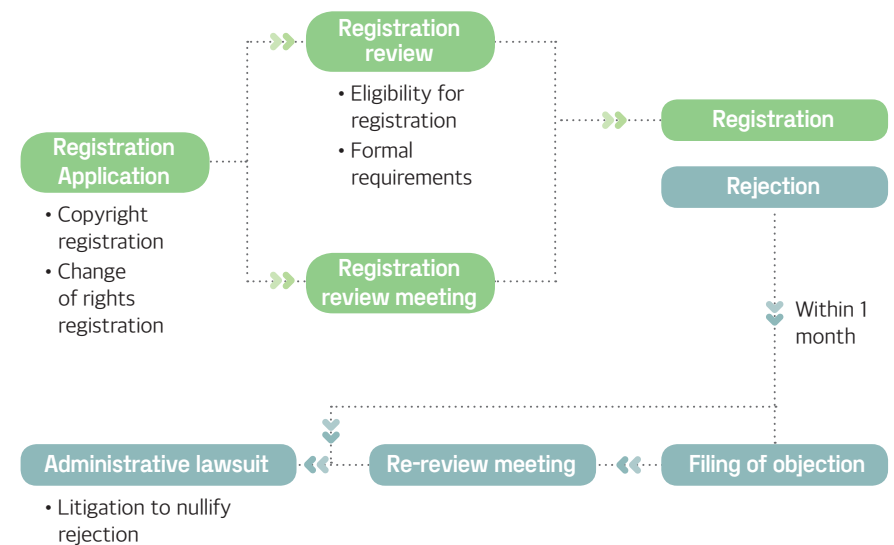 Registration
Application
• Copyright
registration
• Change
of rights
registration
Registration
review
• Eligibility for
registration
• Formal
requirements
Registration
review meeting
Registration
Rejection
Within 1
month
Filing of objection
Re-review meeting
Administrative lawsuit
• Litigation to nullify
rejection